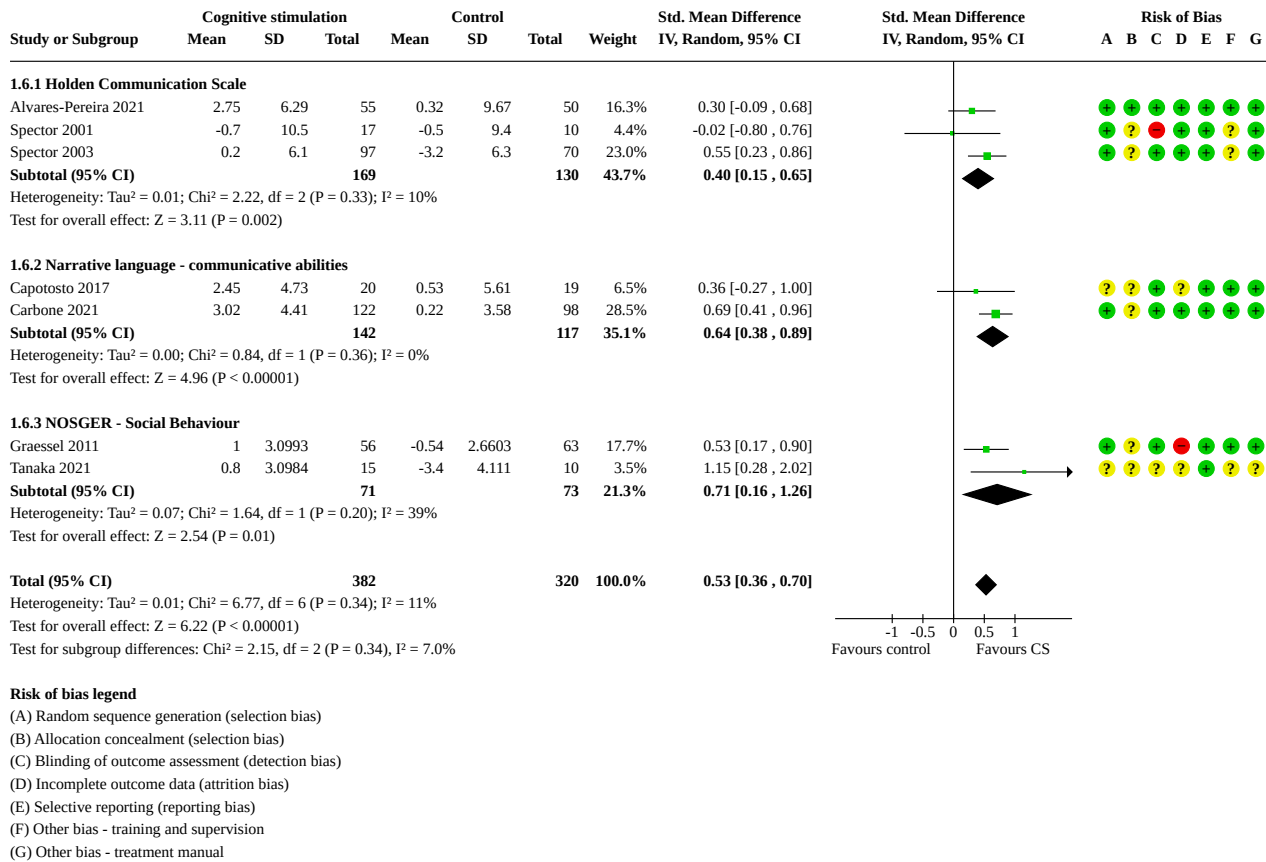 Cognitive stimulation Control Std. Mean Difference Std. Mean Difference Risk of Bias
Study or Subgroup Mean SD Total Mean SD Total Weight IV, Random, 95% CI IV, Random, 95% CI A B C D E F G
1.6.1 Holden Communication Scale
Alvares-Pereira 2021 2.75 6.29 55 0.32 9.67 50 16.3% 0.30 [-0.09 , 0.68] + + + + + + +
Spector 2001 -0.7 10.5 17 -0.5 9.4 10 4.4% -0.02 [-0.80 , 0.76] + ? − + + ? +
Spector 2003 0.2 6.1 97 -3.2 6.3 70 23.0% 0.55 [0.23 , 0.86] + ? + + + ? +
Subtotal (95% CI) 169 130 43.7% 0.40 [0.15 , 0.65]
Heterogeneity: Tau² = 0.01; Chi² = 2.22, df = 2 (P = 0.33); I² = 10%
Test for overall effect: Z = 3.11 (P = 0.002)
1.6.2 Narrative language - communicative abilities
Capotosto 2017 2.45 4.73 20 0.53 5.61 19 6.5% 0.36 [-0.27 , 1.00] ? ? + ? + + +
Carbone 2021 3.02 4.41 122 0.22 3.58 98 28.5% 0.69 [0.41 , 0.96] + ? + + + + +
Subtotal (95% CI) 142 117 35.1% 0.64 [0.38 , 0.89]
Heterogeneity: Tau² = 0.00; Chi² = 0.84, df = 1 (P = 0.36); I² = 0%
Test for overall effect: Z = 4.96 (P < 0.00001)
1.6.3 NOSGER - Social Behaviour
Graessel 2011 1 3.0993 56 -0.54 2.6603 63 17.7% 0.53 [0.17 , 0.90] + ? + − + + +
Tanaka 2021 0.8 3.0984 15 -3.4 4.111 10 3.5% 1.15 [0.28 , 2.02] ? ? ? ? + ? ?
Subtotal (95% CI) 71 73 21.3% 0.71 [0.16 , 1.26]
Heterogeneity: Tau² = 0.07; Chi² = 1.64, df = 1 (P = 0.20); I² = 39%
Test for overall effect: Z = 2.54 (P = 0.01)
Total (95% CI) 382 320 100.0% 0.53 [0.36 , 0.70]
Heterogeneity: Tau² = 0.01; Chi² = 6.77, df = 6 (P = 0.34); I² = 11%
Test for overall effect: Z = 6.22 (P < 0.00001)
-1 -0.5 0 0.5 1
Test for subgroup differences: Chi² = 2.15, df = 2 (P = 0.34), I² = 7.0% Favours control Favours CS
Risk of bias legend
(A) Random sequence generation (selection bias)
(B) Allocation concealment (selection bias)
(C) Blinding of outcome assessment (detection bias)
(D) Incomplete outcome data (attrition bias)
(E) Selective reporting (reporting bias)
(F) Other bias - training and supervision
(G) Other bias - treatment manual